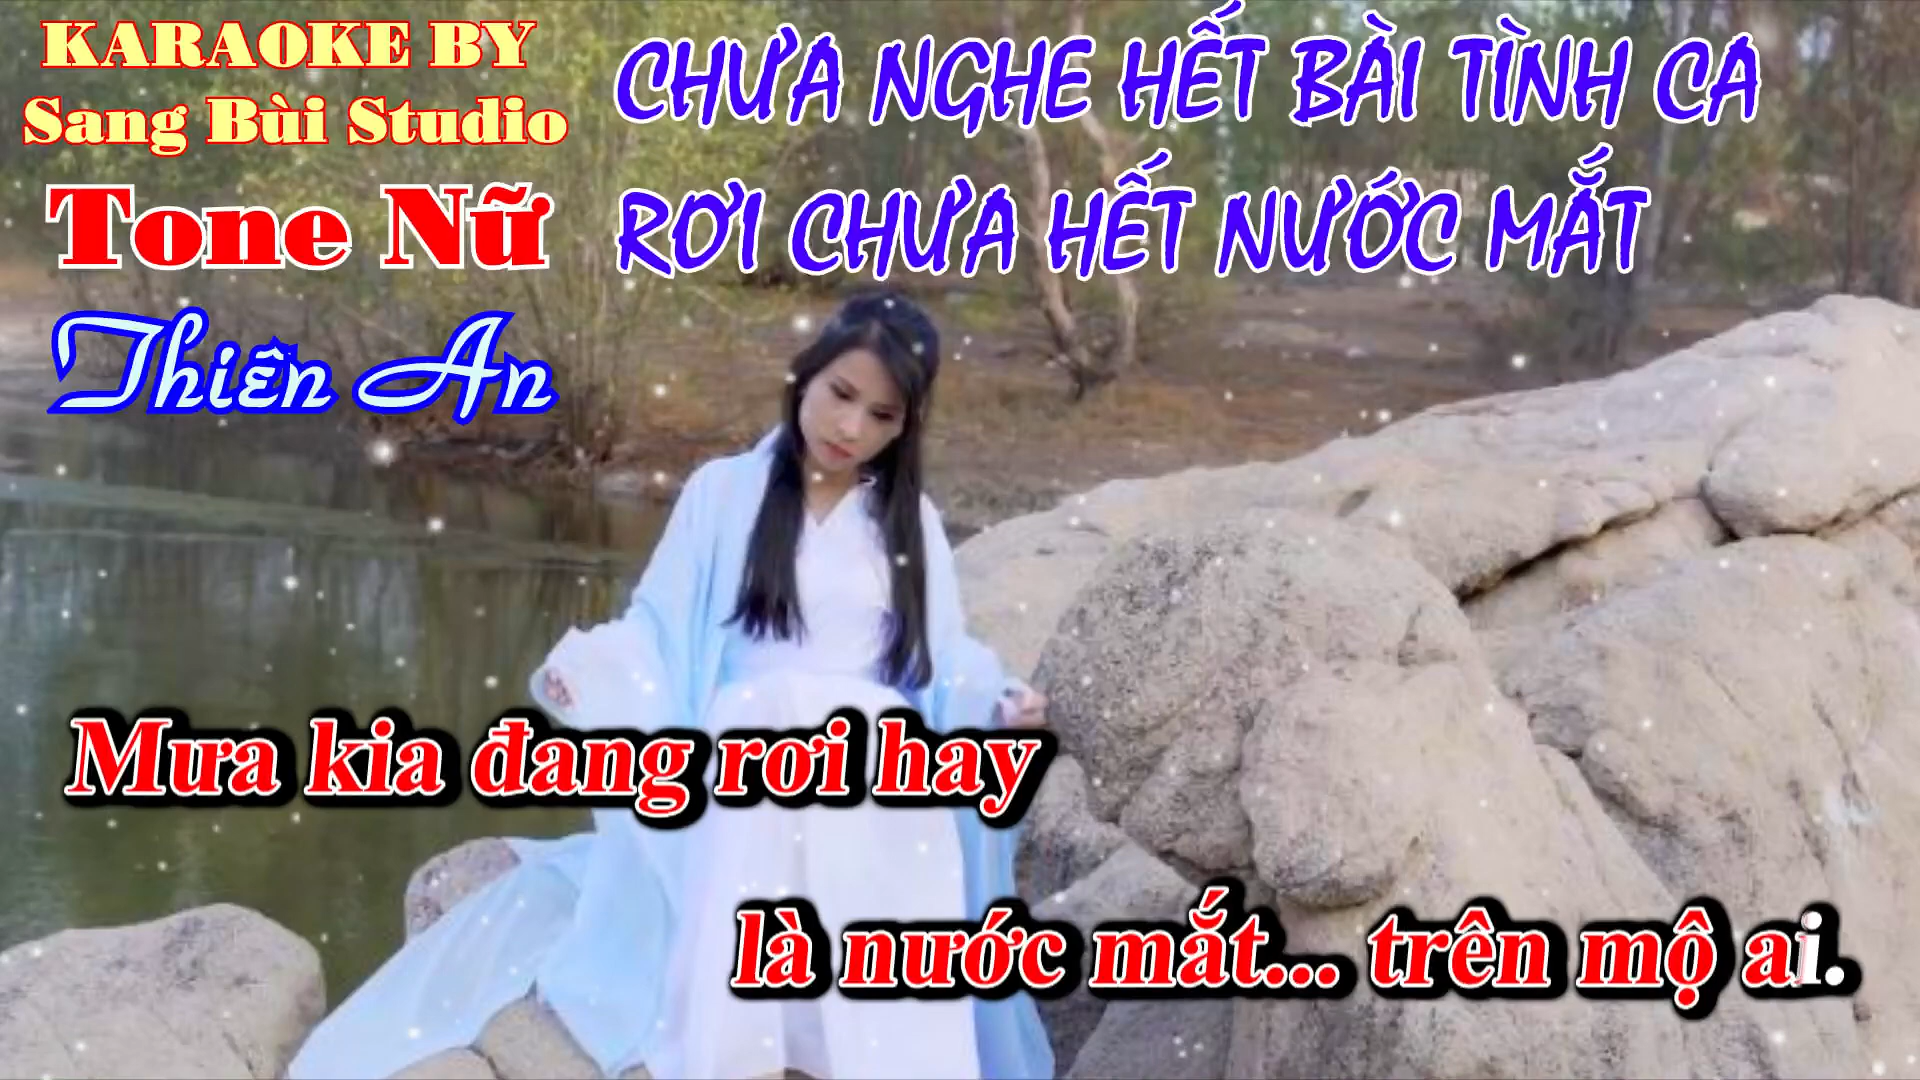 KARAOKE BY
Sang Bùi Studio
Tone Nữ
Thiên An
CHƯA NGHE HẾT BÀI TÌNH CA
RƠI CHƯA HẾT NƯỚC MẮT
Mưa kia đang rơi hay
là nước mắt... trên mộ ai.